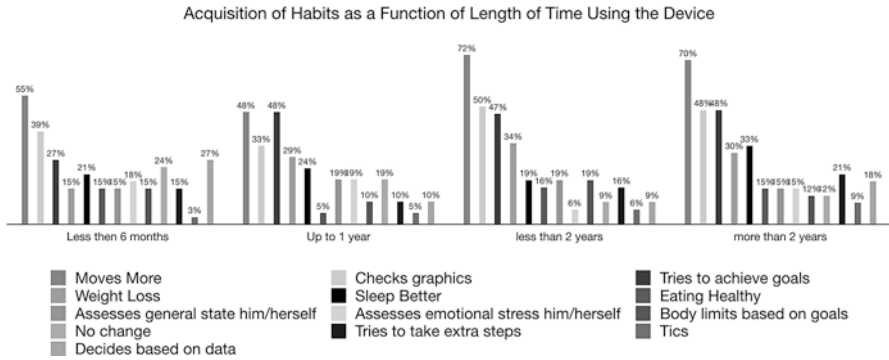 Acquisition of Habits as a Function of Length of Time Using the Device
55% 39% 27% 15% 21% 15% 15% 18% 15% 24% 15% 3% 27%
48% 33% 48% 29% 24% 5% 19% 19% 10% 19% 10% 5% 10%
72% 50% 47% 34% 19% 16% 19% 6% 19% 9% 16% 6% 9%
70% 48% 48% 30% 33% 15% 15% 15% 12% 12% 21% 9% 18%
Less then 6 months Up to 1 year less than 2 years more than 2 years
Moves More Checks graphics Tries to achieve goals
Weight Loss Sleep Better Eating Healthy
Assesses general state him/herself Assesses emotional stress him/herself Body limits based on goals
No change Tries to take extra steps Tics
Decides based on data